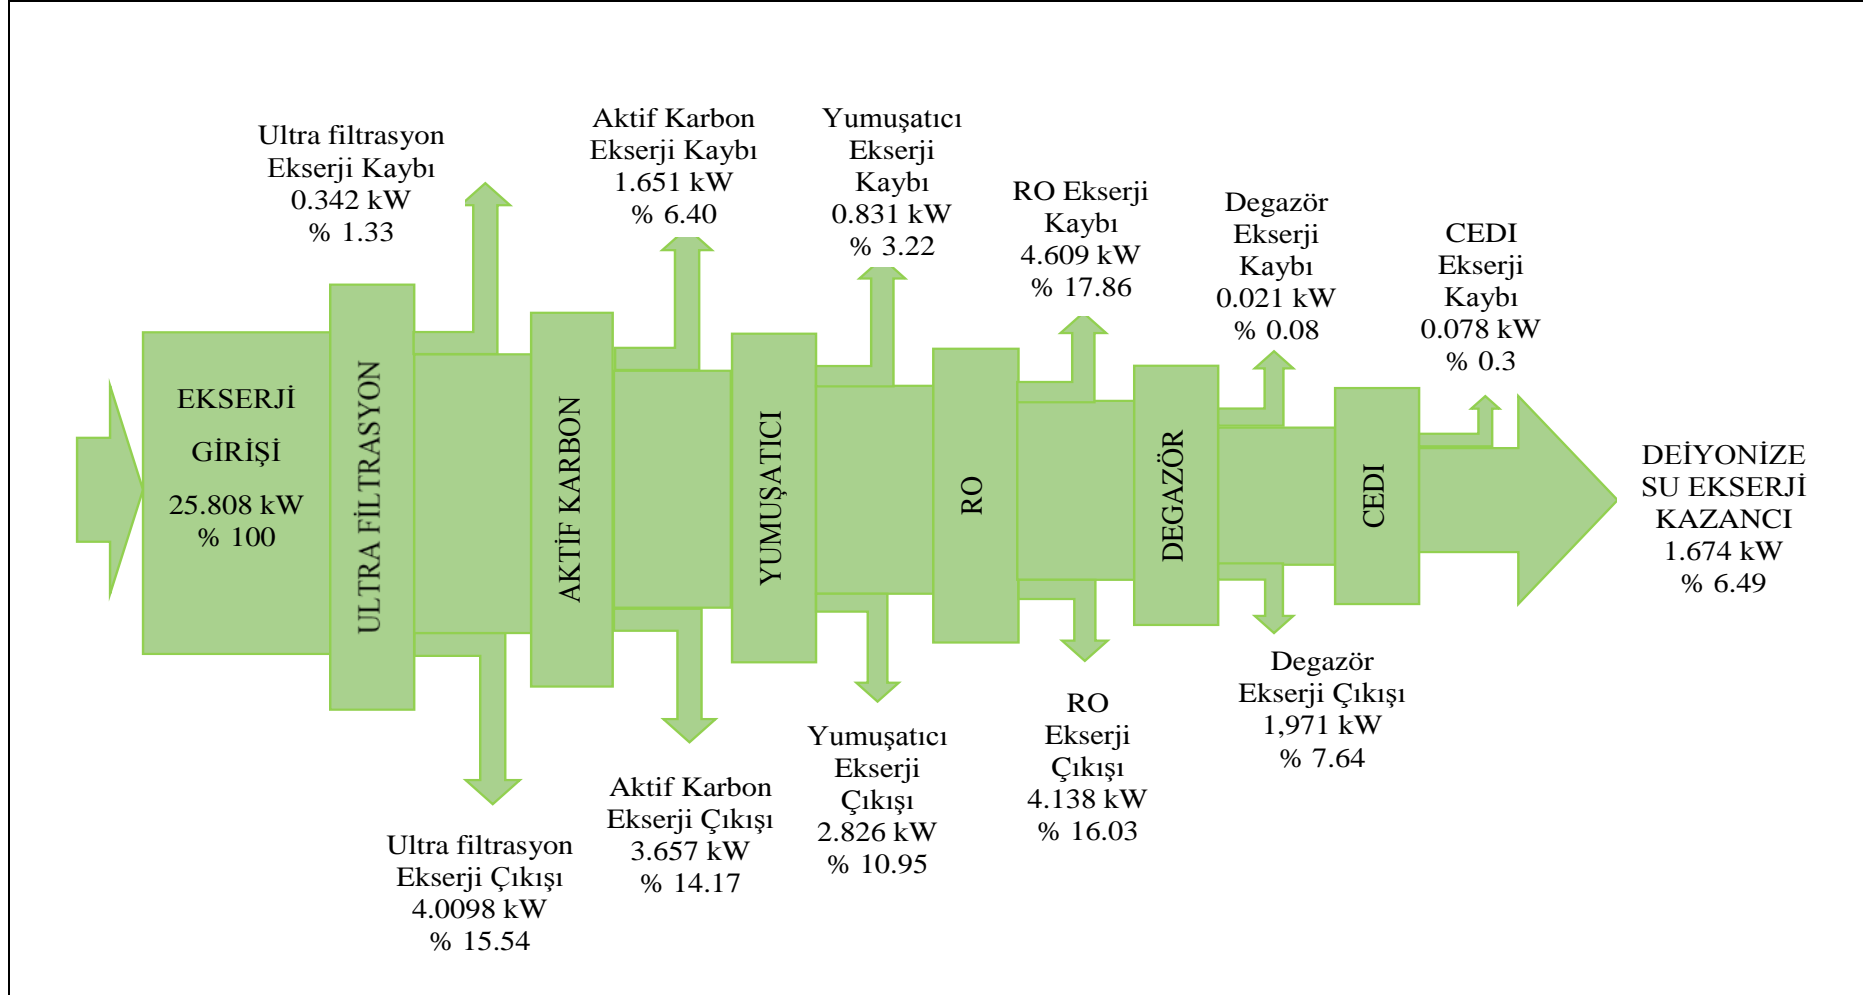 Ultra filtrasyon
Ekserji Kaybı
0.342 kW
% 1.33
Aktif Karbon
Ekserji Kaybı
1.651 kW
% 6.40
Yumuşatıcı
Ekserji
Kaybı
0.831 kW
% 3.22
RO Ekserji
Kaybı
4.609 kW
% 17.86
Degazör
Ekserji
Kaybı
0.021 kW
% 0.08
CEDI
Ekserji
Kaybı
0.078 kW
% 0.3
EKSERJİ
GİRİŞİ
25.808 kW
% 100
ULTRA FİLTRASYON
AKTİF KARBON
YUMUŞATICI
RO
DEGAZÖR
CEDI
DEİYONİZE
SU EKSERJİ
KAZANCI
1.674 kW
% 6.49
Ultra filtrasyon
Ekserji Çıkışı
4.0098 kW
% 15.54
Aktif Karbon
Ekserji Çıkışı
3.657 kW
% 14.17
Yumuşatıcı
Ekserji
Çıkışı
2.826 kW
% 10.95
RO
Ekserji
Çıkışı
4.138 kW
% 16.03
Degazör
Ekserji Çıkışı
1,971 kW
% 7.64